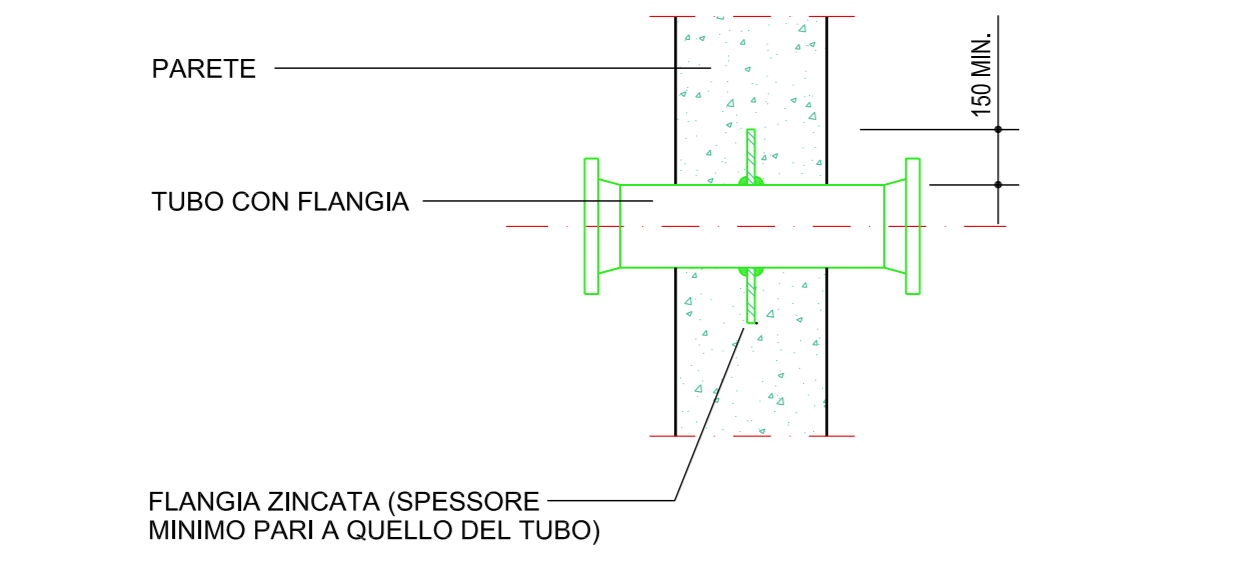 PARETE
150 MIN.
TUBO CON FLANGIA
FLANGIA ZINCATA (SPESSORE
MINIMO PARI A QUELLO DEL TUBO)